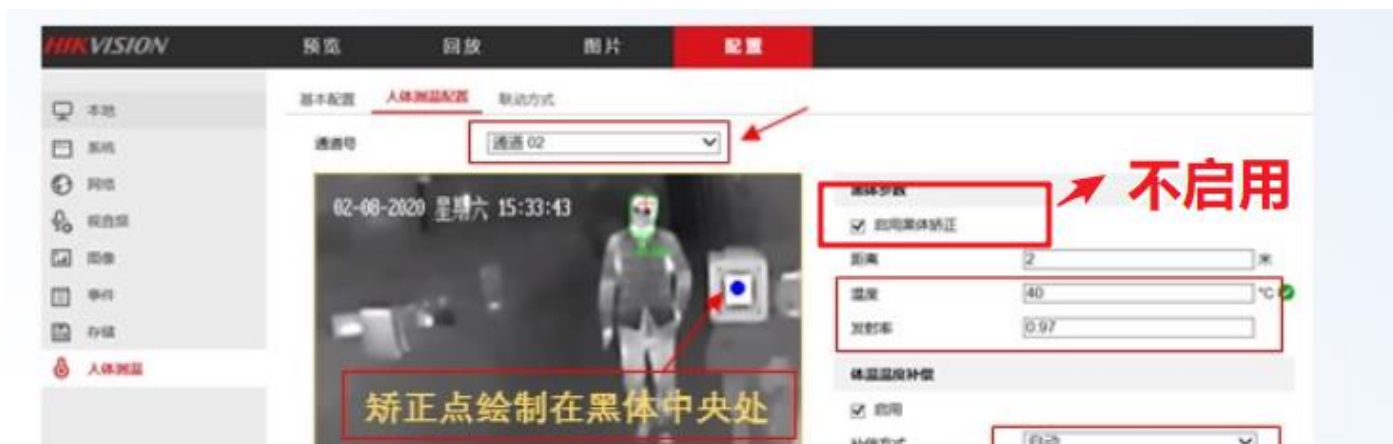 HIKVISION 预览 回放 图片 配置
基本配置 人体测温配置 联动方式
本地
系统
网络
视音频
图像
事件
存储
人体测温
通道号 通道 02
02-08-2020 星期六 15:33:43
矫正点绘制在黑体中央处
黑体参数
不启用
启用黑体矫正
距离 2 米
温度 40 °C
发射率 0.97
体温温度补偿
启用
补偿方式 自动